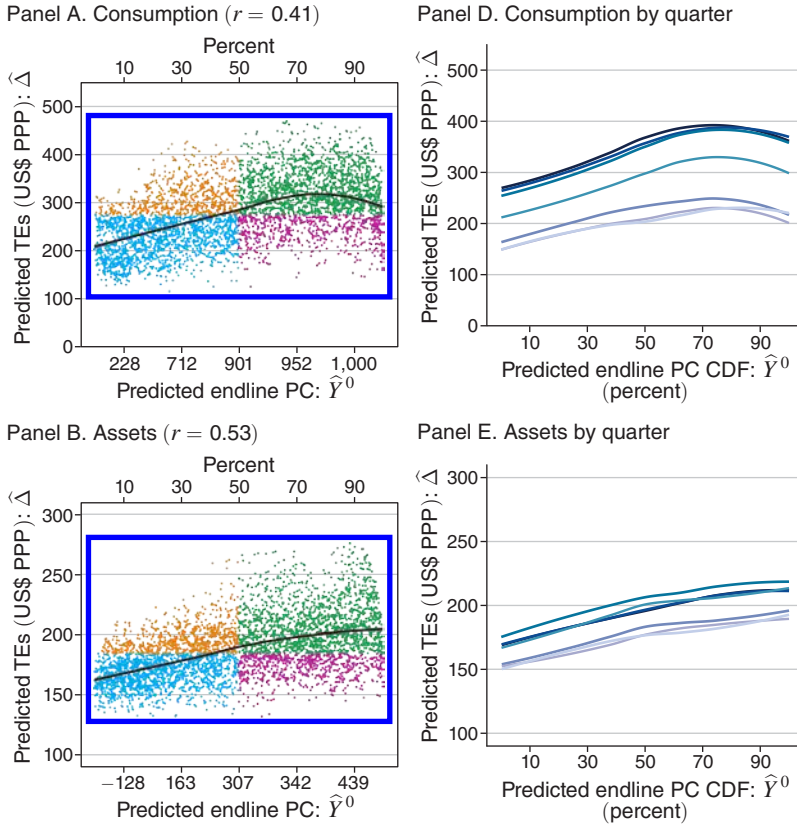 Panel A. Consumption (r = 0.41)
Percent
10 30 50 70 90
Predicted TEs (US$ PPP): Δ̂
500
400
300
200
100
0
228 712 901 952 1,000
Predicted endline PC: Ŷ⁰
Panel D. Consumption by quarter
Predicted TEs (US$ PPP): Δ̂
500
400
300
200
100
0
10 30 50 70 90
Predicted endline PC CDF: Ŷ⁰
(percent)
Panel B. Assets (r = 0.53)
Percent
10 30 50 70 90
Predicted TEs (US$ PPP): Δ̂
300
250
200
150
100
−128 163 307 342 439
Predicted endline PC: Ŷ⁰
Panel E. Assets by quarter
Predicted TEs (US$ PPP): Δ̂
300
250
200
150
100
10 30 50 70 90
Predicted endline PC CDF: Ŷ⁰
(percent)